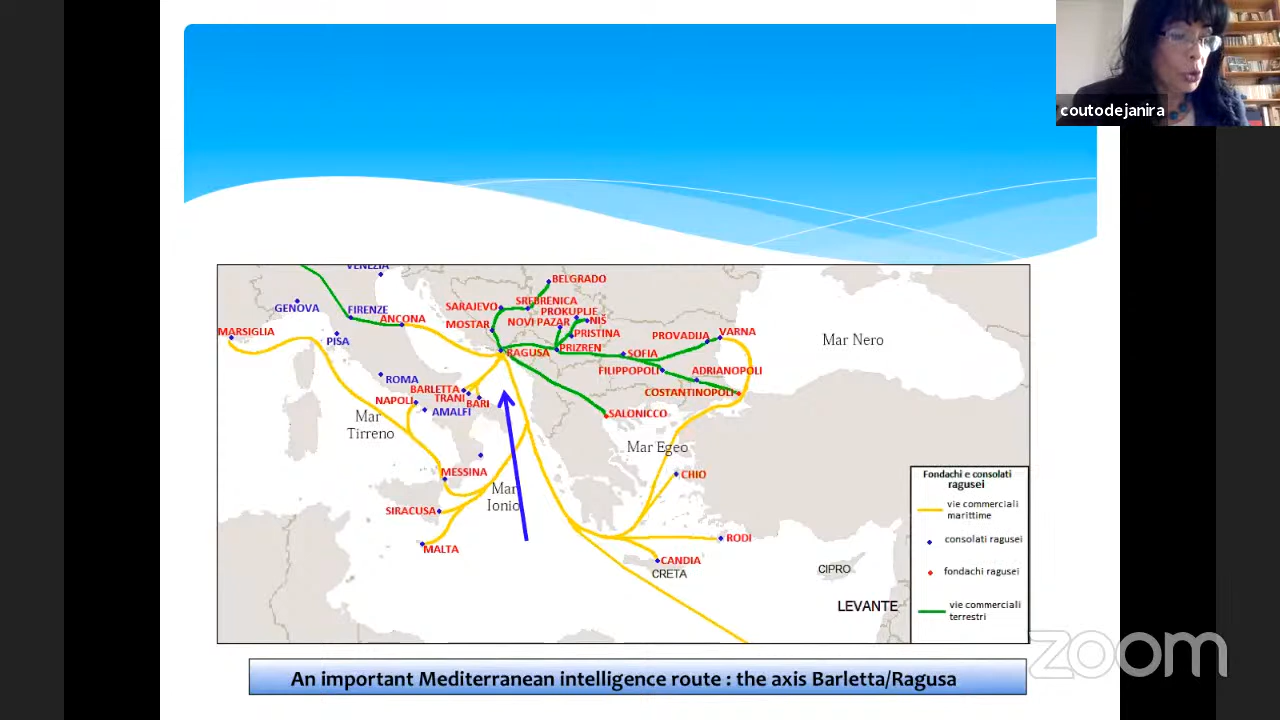 coutodejanira
VENEZIA
BELGRADO
GENOVA
SARAJEVO
SREBRENICA
FIRENZE
PROKUPLJE
ANCONA
NOVI PAZAR
NIS
MARSIGLIA
MOSTAR
PRISTINA
PROVADIJA
VARNA
PISA
RAGUSA
PRIZREN
SOFIA
Mar Nero
ROMA
FILIPPOPOLI
ADRIANOPOLI
BARLETTA
NAPOLI
TRANI
BARI
COSTANTINOPOLI
AMALFI
SALONICCO
Mar
Tirreno
Mar Egeo
MESSINA
CHIO
Mar
Ionio
SIRACUSA
MALTA
RODI
CANDIA
CRETA
CIPRO
LEVANTE
Fondachi e consolati
ragusei
vie commerciali
marittime
consolati ragusei
fondachi ragusei
vie commerciali
terrestri
An important Mediterranean intelligence route : the axis Barletta/Ragusa
zoom